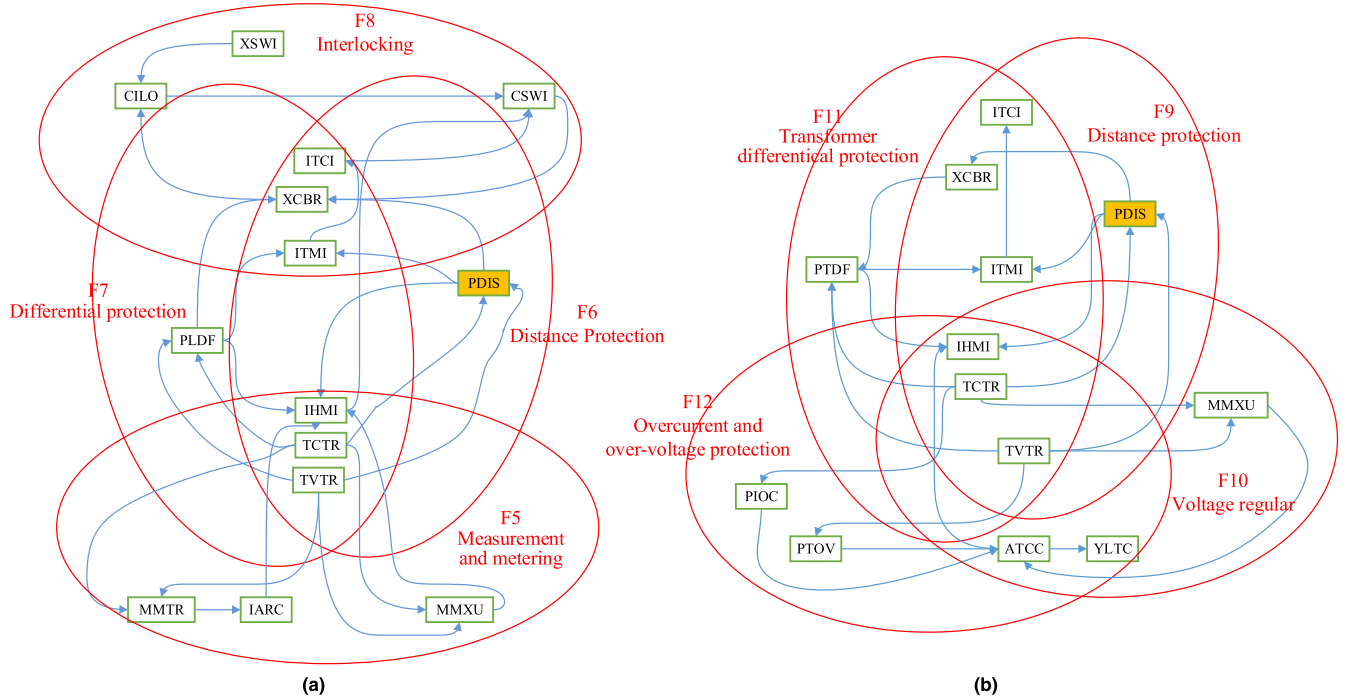 F8
Interlocking
XSWI
CILO
CSWI
ITCI
XCBR
ITMI
PDIS
F7
Differential protection
F6
Distance Protection
PLDF
IHMI
TCTR
TVTR
F5
Measurement
and metering
MMTR
IARC
MMXU
(a)
F11
Transformer
differentical protection
ITCI
F9
Distance protection
XCBR
PDIS
PTDF
ITMI
IHMI
TCTR
MMXU
F12
Overcurrent and
over-voltage protection
TVTR
F10
Voltage regular
PIOC
PTOV
ATCC
YLTC
(b)